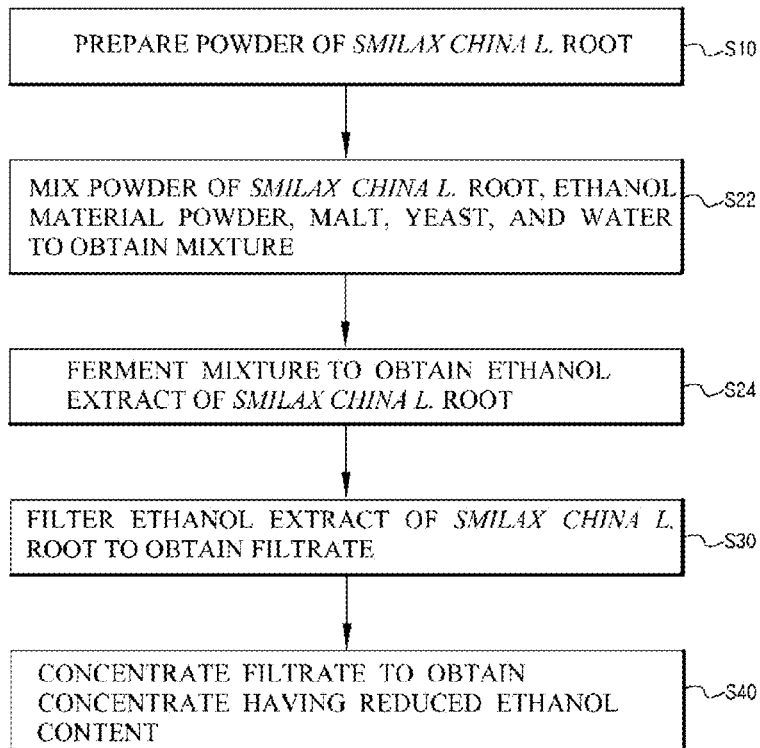 PREPARE POWDER OF SMILAX CHINA L. ROOT
S10
MIX POWDER OF SMILAX CHINA L. ROOT, ETHANOL
MATERIAL POWDER, MALT, YEAST, AND WATER
TO OBTAIN MIXTURE
S22
FERMENT MIXTURE TO OBTAIN ETHANOL
EXTRACT OF SMILAX CHINA L. ROOT
S24
FILTER ETHANOL EXTRACT OF SMILAX CHINA L.
ROOT TO OBTAIN FILTRATE
S30
CONCENTRATE FILTRATE TO OBTAIN
CONCENTRATE HAVING REDUCED ETHANOL
CONTENT
S40